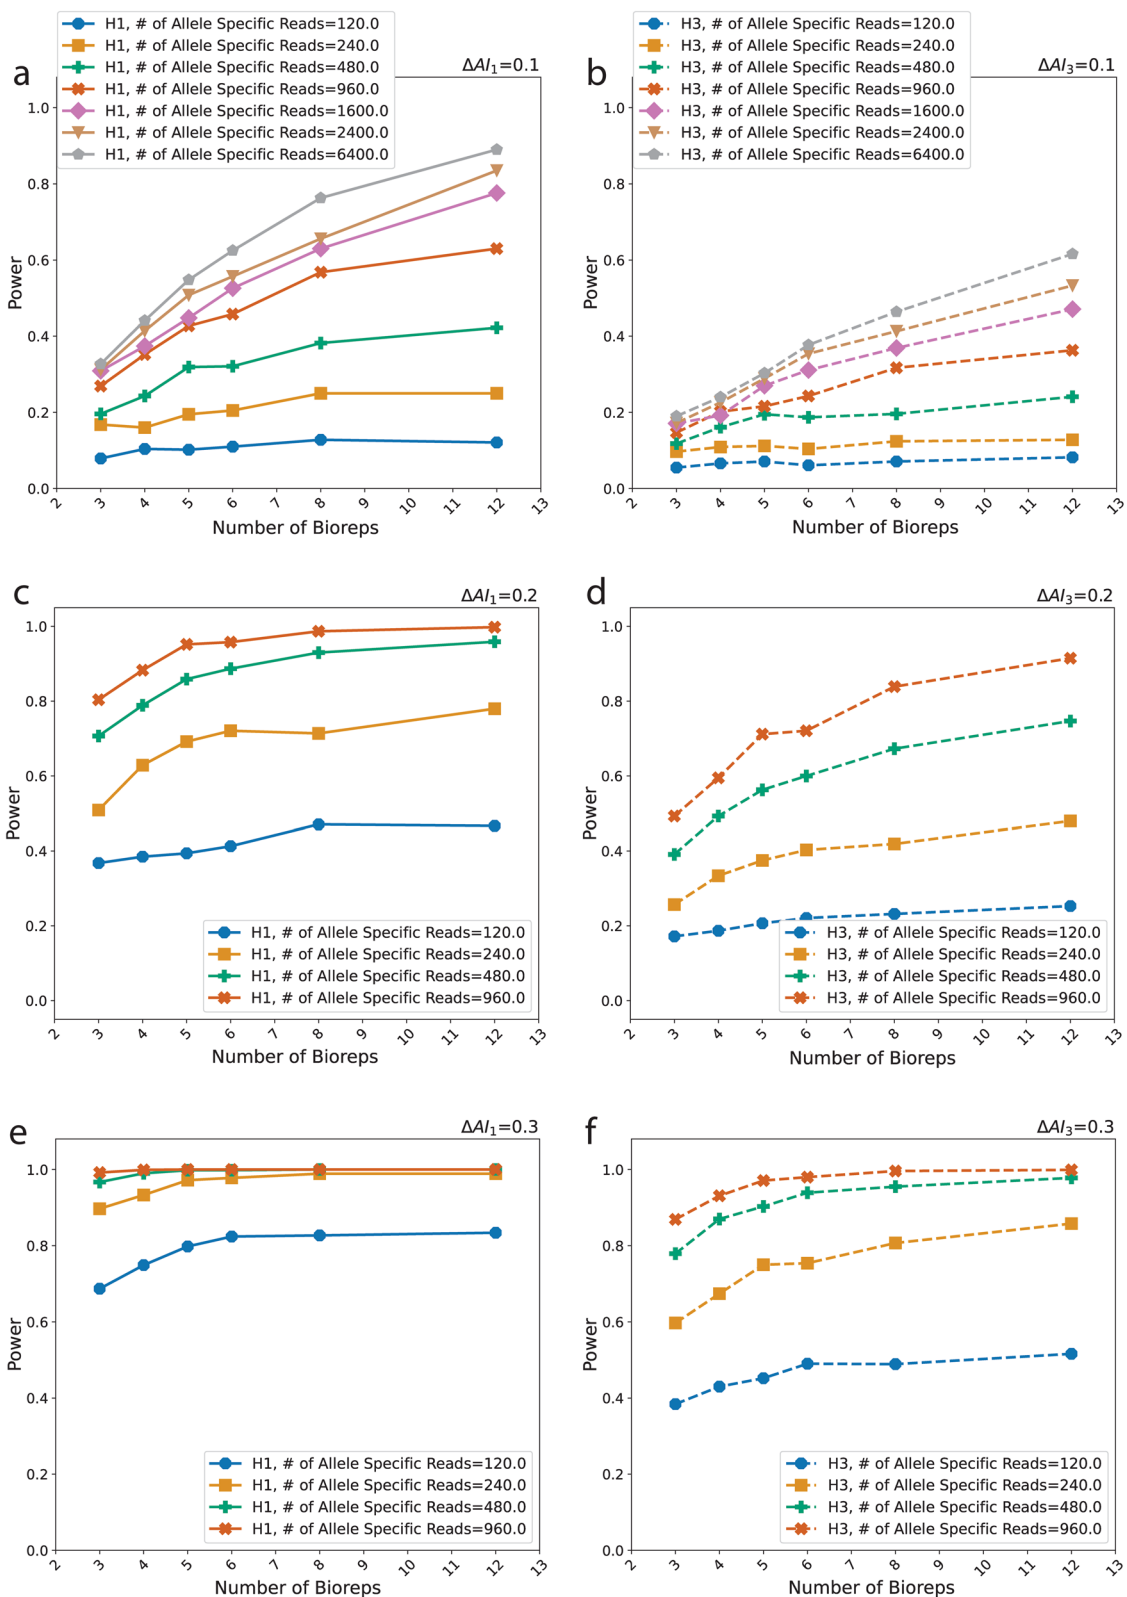 a
H1, # of Allele Specific Reads=120.0
H1, # of Allele Specific Reads=240.0
H1, # of Allele Specific Reads=480.0
H1, # of Allele Specific Reads=960.0
H1, # of Allele Specific Reads=1600.0
H1, # of Allele Specific Reads=2400.0
H1, # of Allele Specific Reads=6400.0
ΔAI₁=0.1
Power
1.0
0.8
0.6
0.4
0.2
0.0
2 3 4 5 6 7 8 9 10 11 12 13
Number of Bioreps
b
H3, # of Allele Specific Reads=120.0
H3, # of Allele Specific Reads=240.0
H3, # of Allele Specific Reads=480.0
H3, # of Allele Specific Reads=960.0
H3, # of Allele Specific Reads=1600.0
H3, # of Allele Specific Reads=2400.0
H3, # of Allele Specific Reads=6400.0
ΔAI₃=0.1
Power
1.0
0.8
0.6
0.4
0.2
0.0
2 3 4 5 6 7 8 9 10 11 12 13
Number of Bioreps
c
ΔAI₁=0.2
Power
1.0
0.8
0.6
0.4
0.2
0.0
H1, # of Allele Specific Reads=120.0
H1, # of Allele Specific Reads=240.0
H1, # of Allele Specific Reads=480.0
H1, # of Allele Specific Reads=960.0
2 3 4 5 6 7 8 9 10 11 12 13
Number of Bioreps
d
ΔAI₃=0.2
Power
1.0
0.8
0.6
0.4
0.2
0.0
H3, # of Allele Specific Reads=120.0
H3, # of Allele Specific Reads=240.0
H3, # of Allele Specific Reads=480.0
H3, # of Allele Specific Reads=960.0
2 3 4 5 6 7 8 9 10 11 12 13
Number of Bioreps
e
ΔAI₁=0.3
Power
1.0
0.8
0.6
0.4
0.2
0.0
H1, # of Allele Specific Reads=120.0
H1, # of Allele Specific Reads=240.0
H1, # of Allele Specific Reads=480.0
H1, # of Allele Specific Reads=960.0
2 3 4 5 6 7 8 9 10 11 12 13
Number of Bioreps
f
ΔAI₃=0.3
Power
1.0
0.8
0.6
0.4
0.2
0.0
H3, # of Allele Specific Reads=120.0
H3, # of Allele Specific Reads=240.0
H3, # of Allele Specific Reads=480.0
H3, # of Allele Specific Reads=960.0
2 3 4 5 6 7 8 9 10 11 12 13
Number of Bioreps